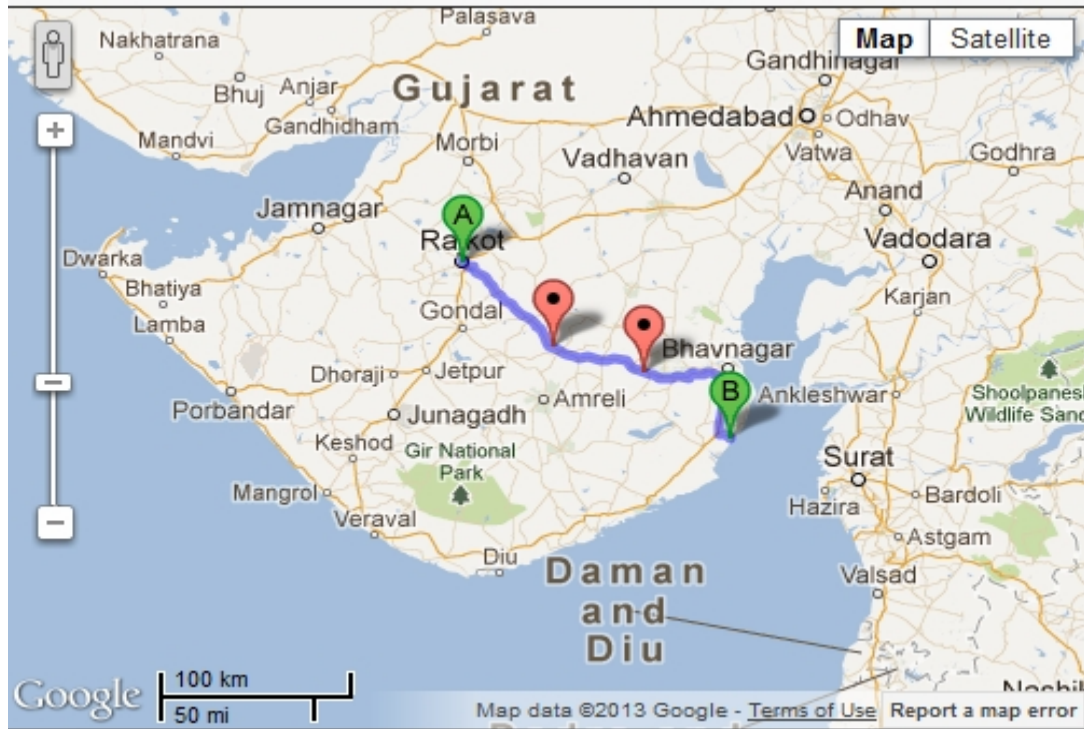 Palasava
Map
Satellite
Nakhatrana
Gandhinagar
Bhuj
Anjar
Gujarat
Gandhidham
Ahmedabad
Odhav
Mandvi
Morbi
Vadhavan
Vatwa
Godhra
Anand
Jamnagar
A
Rajkot
Vadodara
Dwarka
Bhatiya
Karjan
Lamba
Gondal
Bhavnagar
Dhoraji
Jetpur
B
Ankleshwar
Shoolpanes
Wildlife Sanc
Amreli
Porbandar
Junagadh
Keshod
Gir National
Park
Surat
Mangrol
Hazira
Bardoli
Veraval
Astgam
Diu
Daman
and
Diu
Valsad
Google
100 km
50 mi
Nashik
Map data ©2013 Google - Terms of Use
Report a map error